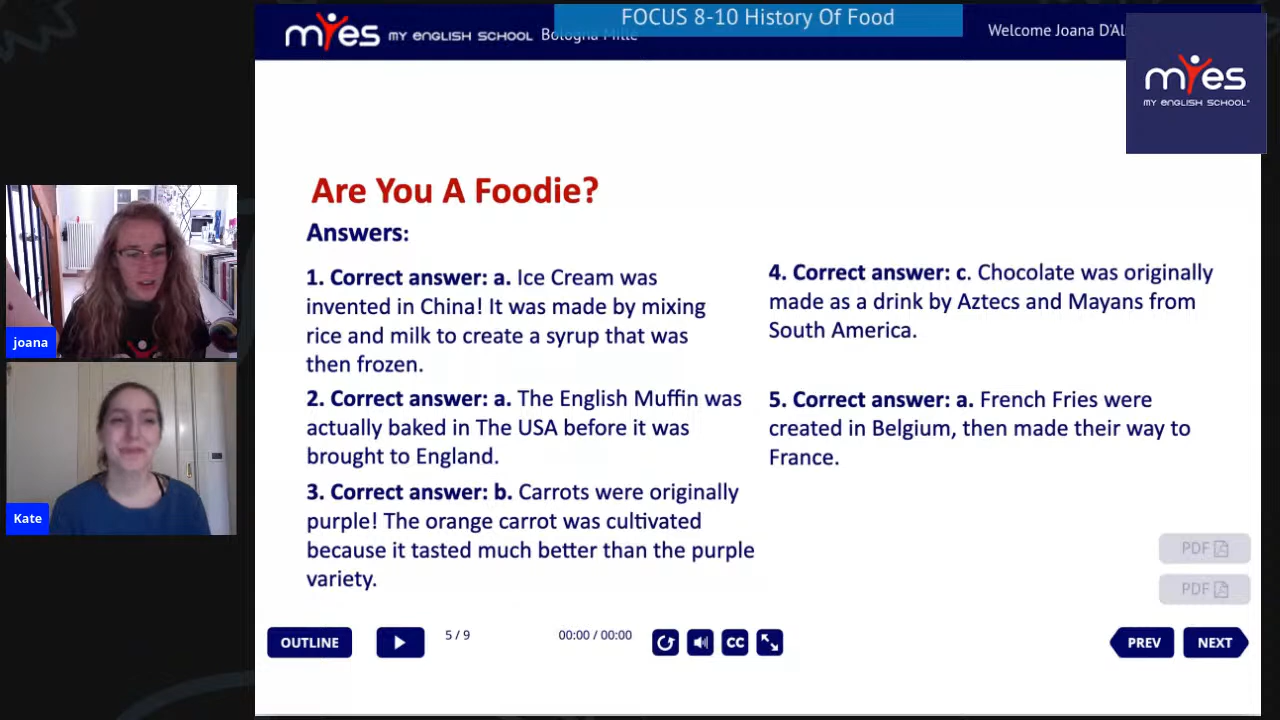 FOCUS 8-10 History Of Food
myes MY ENGLISH SCHOOL Bologna Mille
Welcome Joana D'Al
myes
MY ENGLISH SCHOOL
Are You A Foodie?
Answers:
1. Correct answer: a. Ice Cream was
invented in China! It was made by mixing
rice and milk to create a syrup that was
then frozen.
2. Correct answer: a. The English Muffin was
actually baked in The USA before it was
brought to England.
3. Correct answer: b. Carrots were originally
purple! The orange carrot was cultivated
because it tasted much better than the purple
variety.
4. Correct answer: c. Chocolate was originally
made as a drink by Aztecs and Mayans from
South America.
5. Correct answer: a. French Fries were
created in Belgium, then made their way to
France.
joana
Kate
PDF
PDF
OUTLINE
5 / 9
00:00 / 00:00
CC
PREV
NEXT